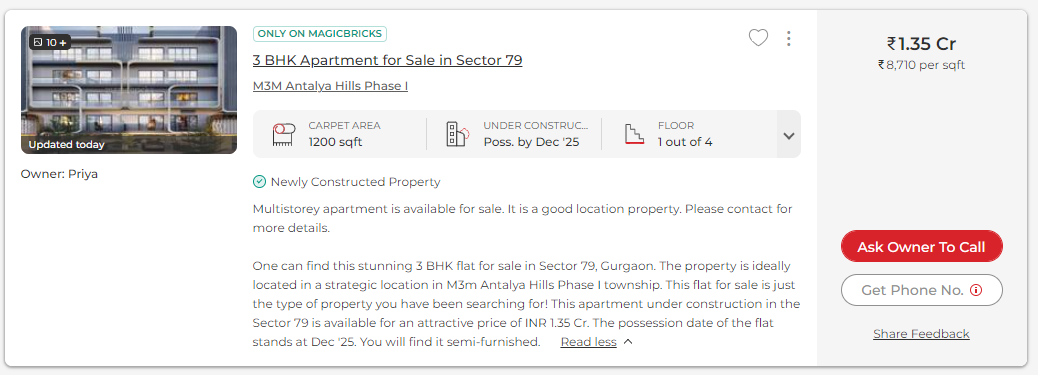 10 +
Updated today
Owner: Priya
ONLY ON MAGICBRICKS
3 BHK Apartment for Sale in Sector 79
M3M Antalya Hills Phase I
CARPET AREA
1200 sqft
UNDER CONSTRUC...
Poss. by Dec '25
FLOOR
1 out of 4
Newly Constructed Property
Multistorey apartment is available for sale. It is a good location property. Please contact for
more details.
One can find this stunning 3 BHK flat for sale in Sector 79, Gurgaon. The property is ideally
located in a strategic location in M3m Antalya Hills Phase I township. This flat for sale is just
the type of property you have been searching for! This apartment under construction in the
Sector 79 is available for an attractive price of INR 1.35 Cr. The possession date of the flat
stands at Dec '25. You will find it semi-furnished. Read less
₹1.35 Cr
₹8,710 per sqft
Ask Owner To Call
Get Phone No.
Share Feedback